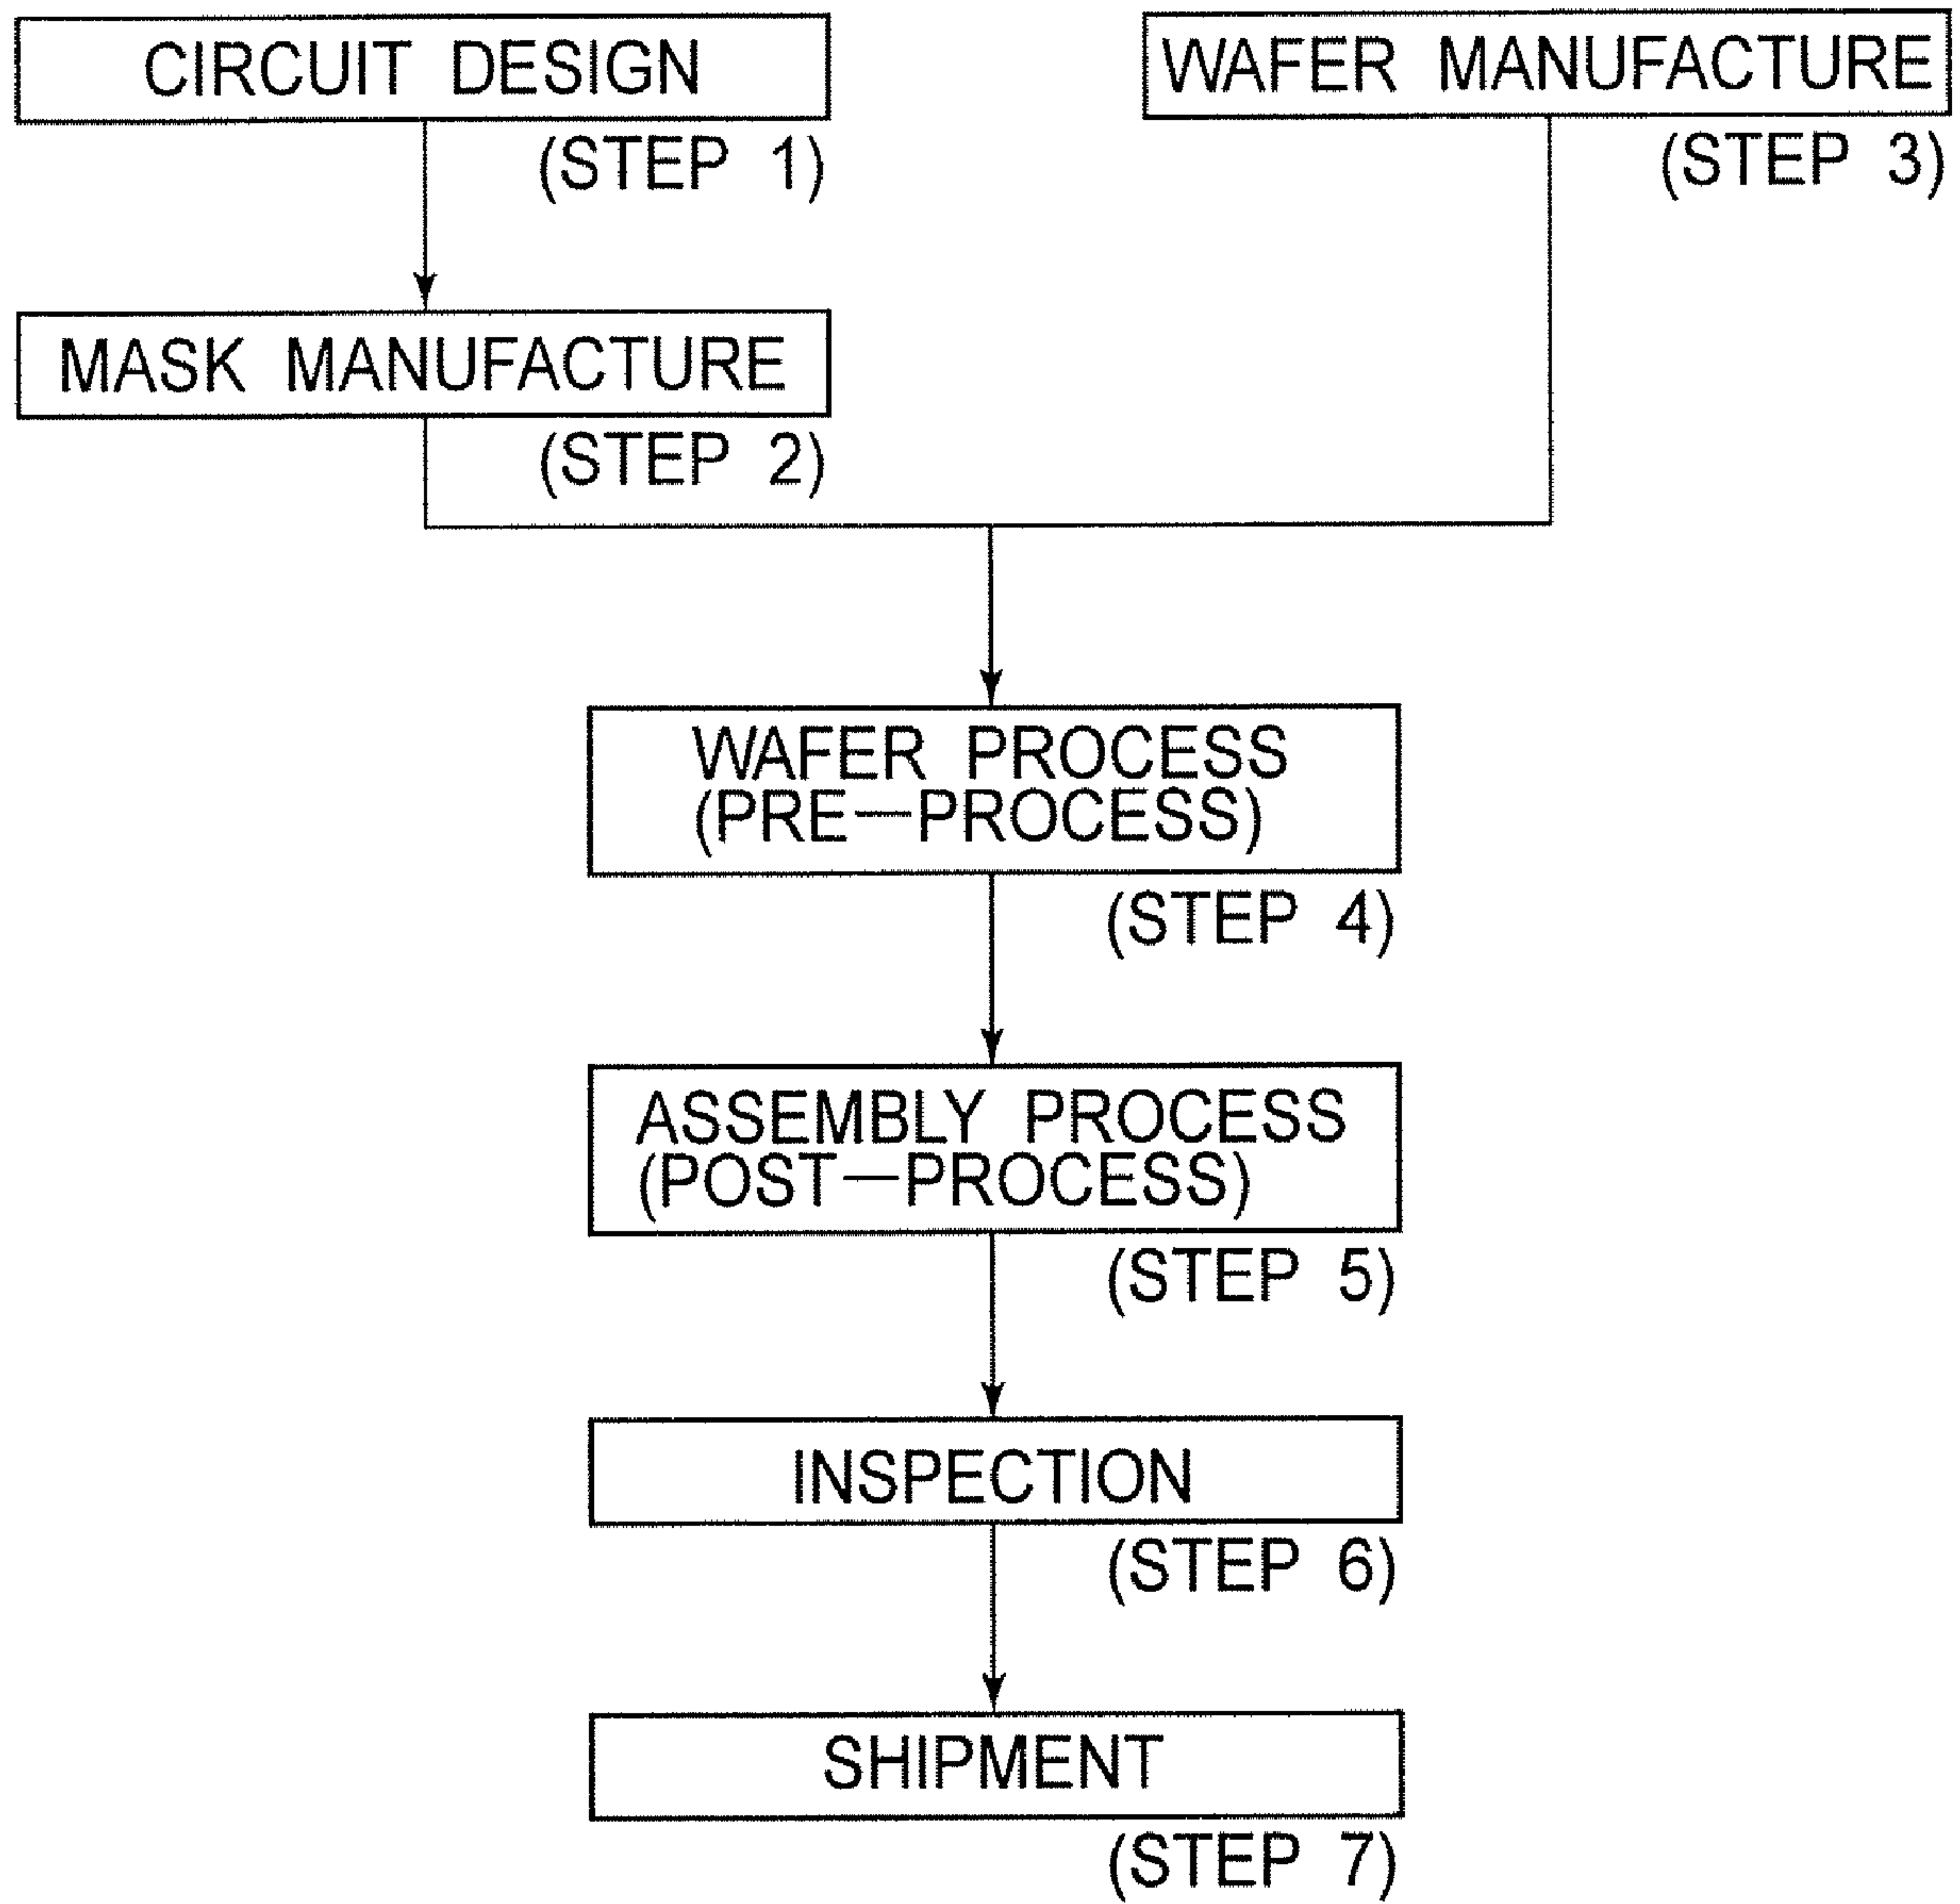 CIRCUIT DESIGN
(STEP 1)
WAFER MANUFACTURE
(STEP 3)
MASK MANUFACTURE
(STEP 2)
WAFER PROCESS
(PRE—PROCESS)
(STEP 4)
ASSEMBLY PROCESS
(POST—PROCESS)
(STEP 5)
INSPECTION
(STEP 6)
SHIPMENT
(STEP 7)